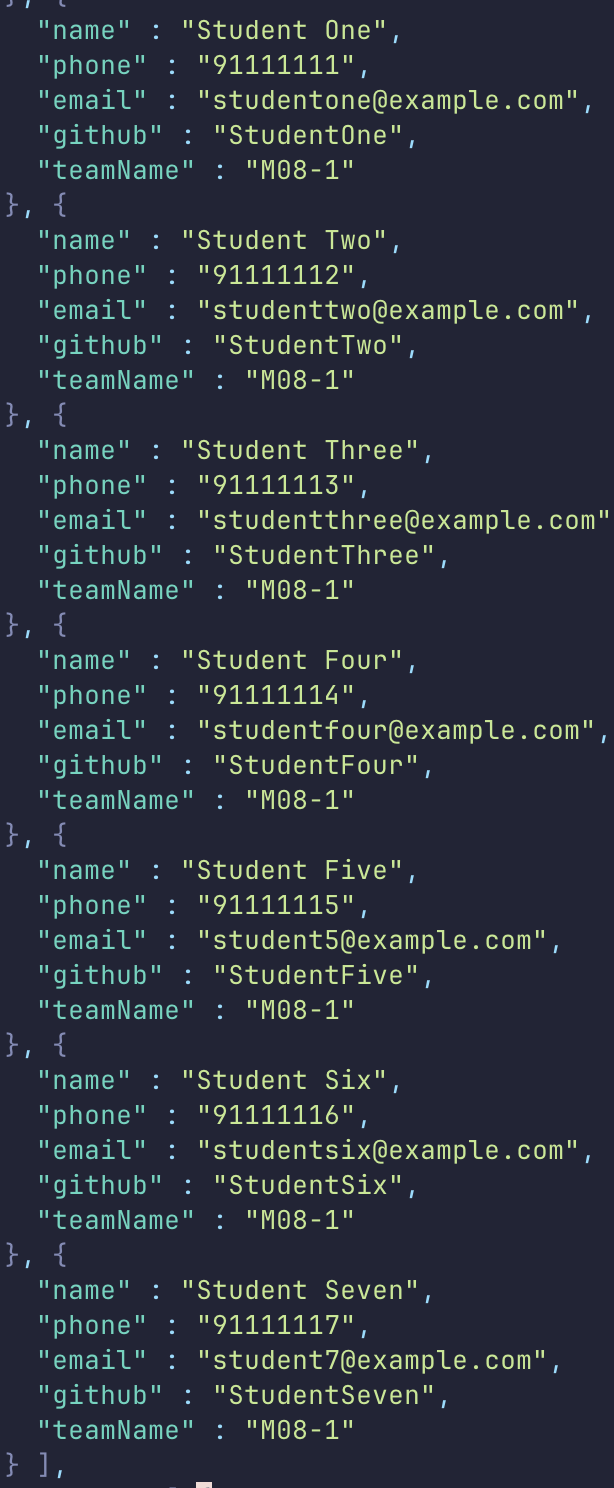 }, {
"name" : "Student One",
"phone" : "91111111",
"email" : "studentone@example.com",
"github" : "StudentOne",
"teamName" : "M08-1"
}, {
"name" : "Student Two",
"phone" : "91111112",
"email" : "studenttwo@example.com",
"github" : "StudentTwo",
"teamName" : "M08-1"
}, {
"name" : "Student Three",
"phone" : "91111113",
"email" : "studentthree@example.com"
"github" : "StudentThree",
"teamName" : "M08-1"
}, {
"name" : "Student Four",
"phone" : "91111114",
"email" : "studentfour@example.com",
"github" : "StudentFour",
"teamName" : "M08-1"
}, {
"name" : "Student Five",
"phone" : "91111115",
"email" : "student5@example.com",
"github" : "StudentFive",
"teamName" : "M08-1"
}, {
"name" : "Student Six",
"phone" : "91111116",
"email" : "studentsix@example.com",
"github" : "StudentSix",
"teamName" : "M08-1"
}, {
"name" : "Student Seven",
"phone" : "91111117",
"email" : "student7@example.com",
"github" : "StudentSeven",
"teamName" : "M08-1"
} ],